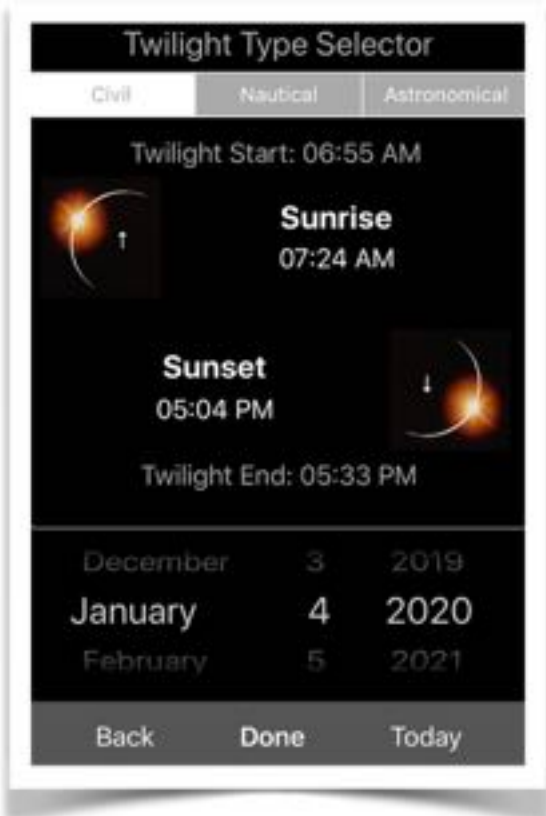 Twilight Type Selector
Civil Nautical Astronomical
Twilight Start: 06:55 AM
↑
Sunrise
07:24 AM
Sunset
05:04 PM
↓
Twilight End: 05:33 PM
December 3 2019
January 4 2020
February 5 2021
Back Done Today